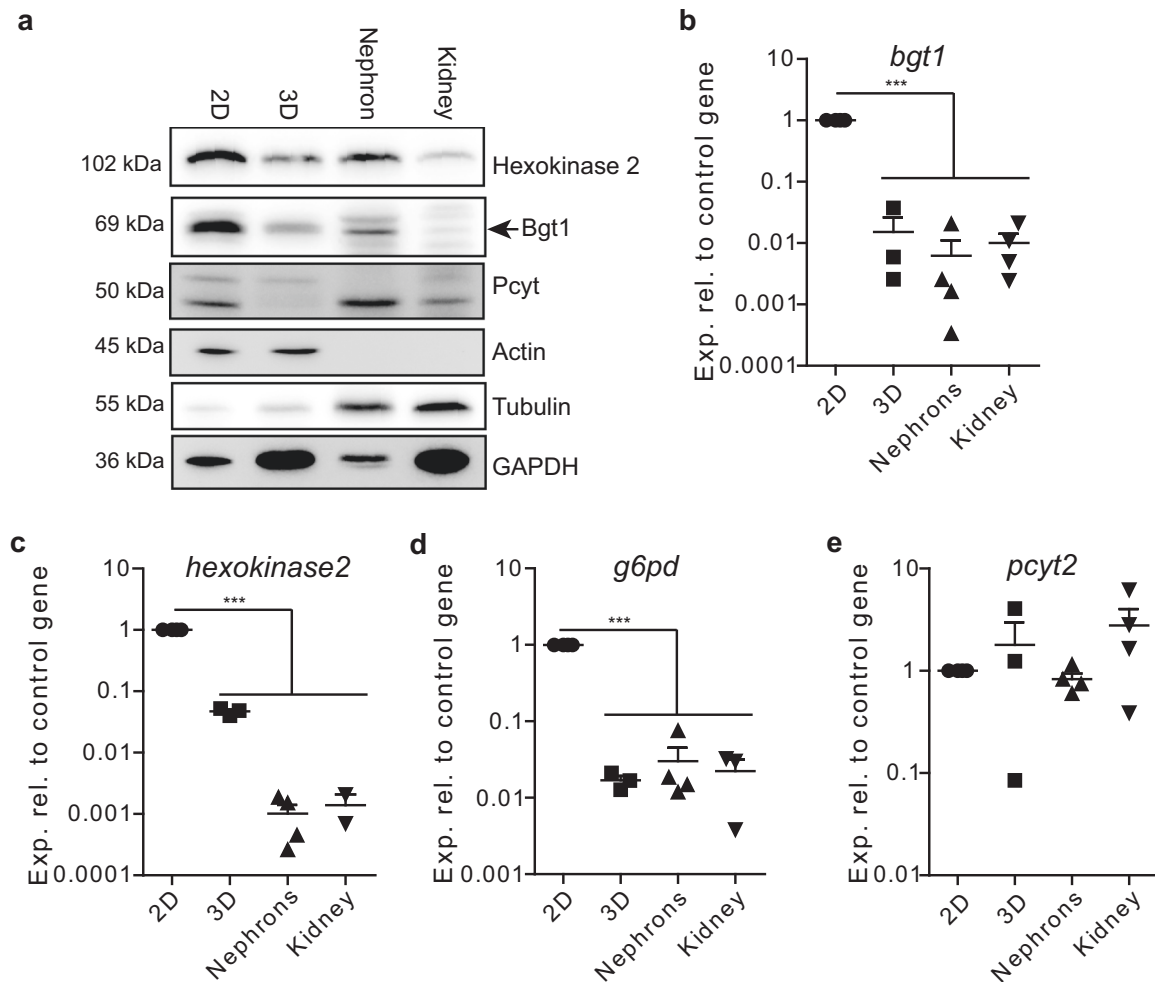 a
2D 3D Nephron Kidney
102 kDa Hexokinase 2
69 kDa Bgt1
50 kDa Pcyt
45 kDa Actin
55 kDa Tubulin
36 kDa GAPDH
b
bgt1
Exp. rel. to control gene
10
1
0.1
0.01
0.001
0.0001
***
2D 3D Nephrons Kidney
c
hexokinase2
Exp. rel. to control gene
10
1
0.1
0.01
0.001
0.0001
***
2D 3D Nephrons Kidney
d
g6pd
Exp. rel. to control gene
10
1
0.1
0.01
0.001
***
2D 3D Nephrons Kidney
e
pcyt2
Exp. rel. to control gene
10
1
0.1
0.01
2D 3D Nephrons Kidney